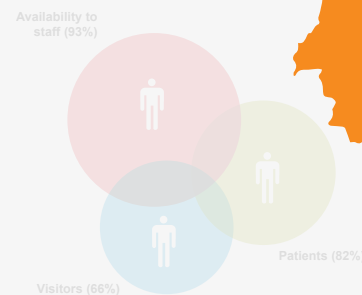 Availability to
staff (93%)
Patients (82%
Visitors (66%)